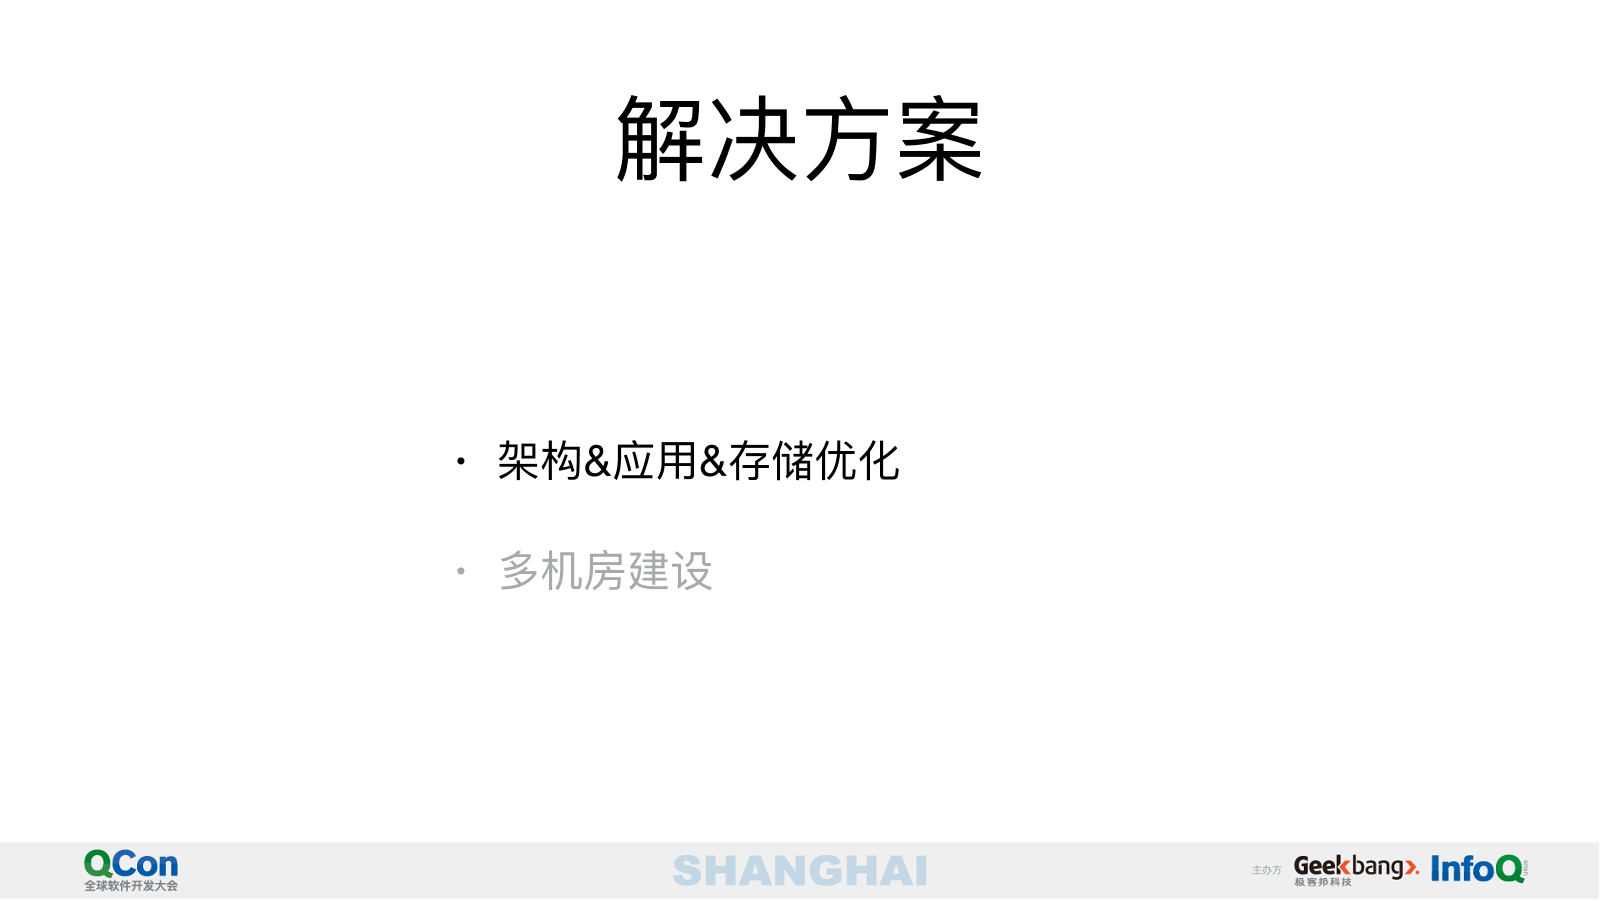 解决方案
• 架构&应用&存储优化
• 多机房建设
QCon
全球软件开发大会
SHANGHAI
主办方
Geekbang>.
极客邦科技
InfoQ